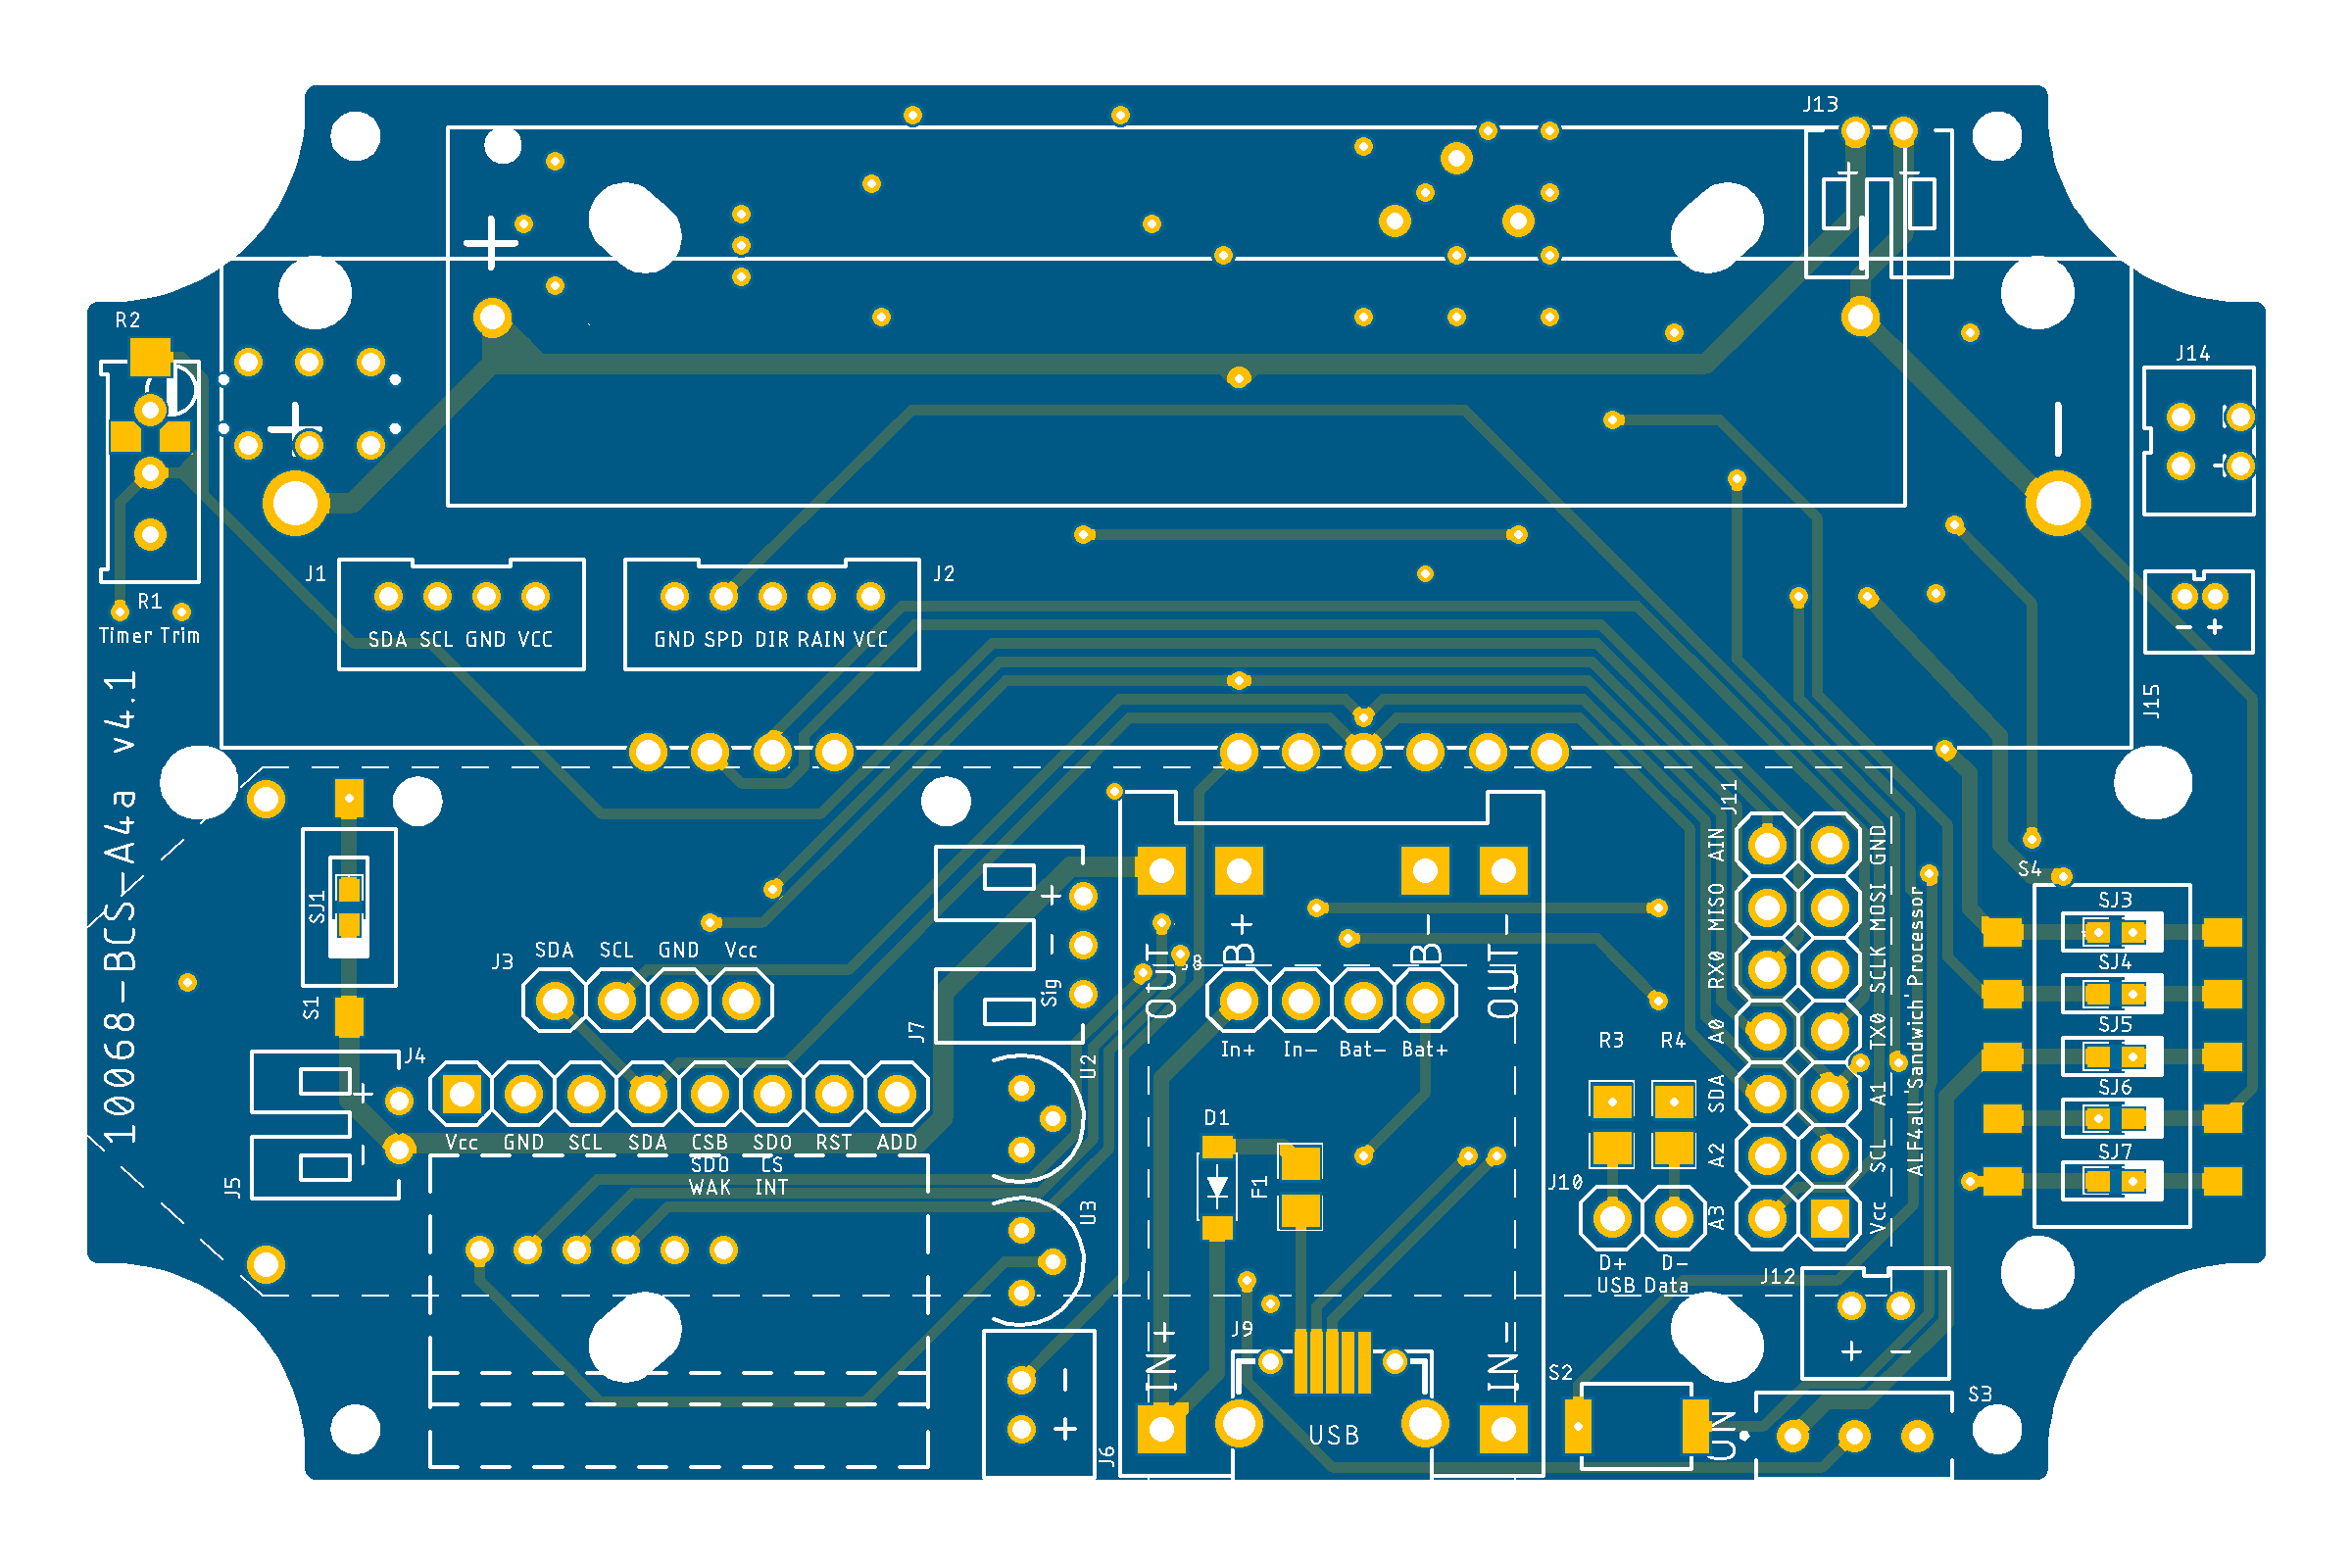 J13
+ -
+
R2
J14
- +
+ -
J1
J2
R1
Timer Trim
SDA SCL GND VCC
GND SPD DIR RAIN VCC
- +
J15
10068-BCS-A4a v4.1
J11
AIN GND
MISO MOSI
RX0 SCLK
A0 TX0
SDA A1
A2 SCL
A3 Vcc
ALF4all'Sandwich' Processor
S4
SJ3
SJ4
SJ5
SJ6
SJ7
SJ1
S1
J3
SDA SCL GND Vcc
J7
+
-
Sig
OUT+ B+ B- OUT-
J8
In+ In- Bat- Bat+
R3 R4
J4
+
-
J5
Vcc GND SCL SDA CSB SDO RST ADD
SDO CS
WAK INT
U2
U3
D1
F1
J10
D+ D-
USB Data
J12
+ -
IN+ IN-
J9
USB
S2
S3
-
+
J6